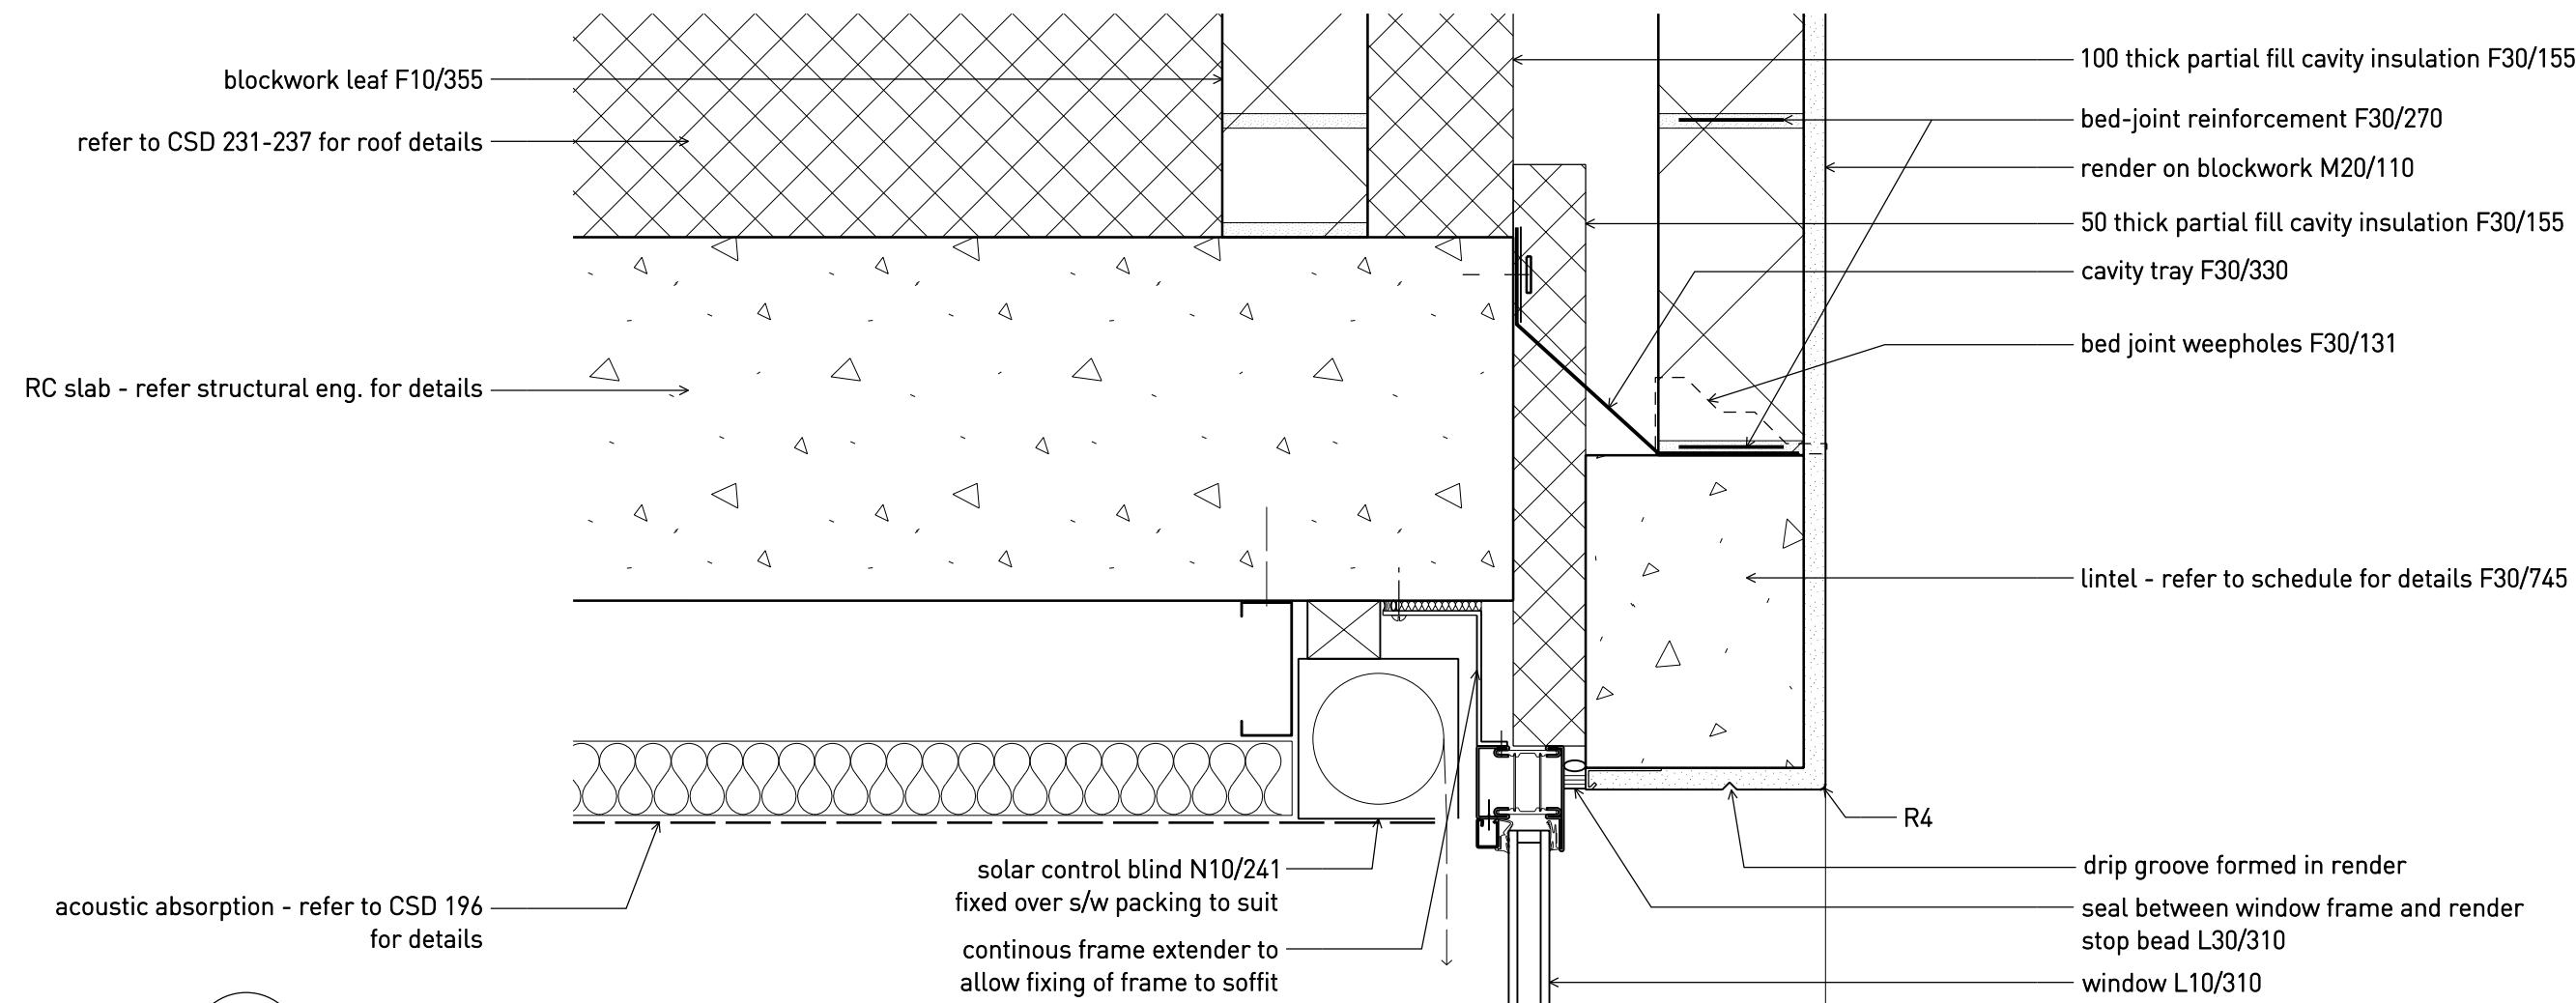 blockwork leaf F10/355
refer to CSD 231-237 for roof details
RC slab - refer structural eng. for details
acoustic absorption - refer to CSD 196
for details
solar control blind N10/241
fixed over s/w packing to suit
continous frame extender to
allow fixing of frame to soffit
100 thick partial fill cavity insulation F30/155
bed-joint reinforcement F30/270
render on blockwork M20/110
50 thick partial fill cavity insulation F30/155
cavity tray F30/330
bed joint weepholes F30/131
lintel - refer to schedule for details F30/745
R4
drip groove formed in render
seal between window frame and render
stop bead L30/310
window L10/310